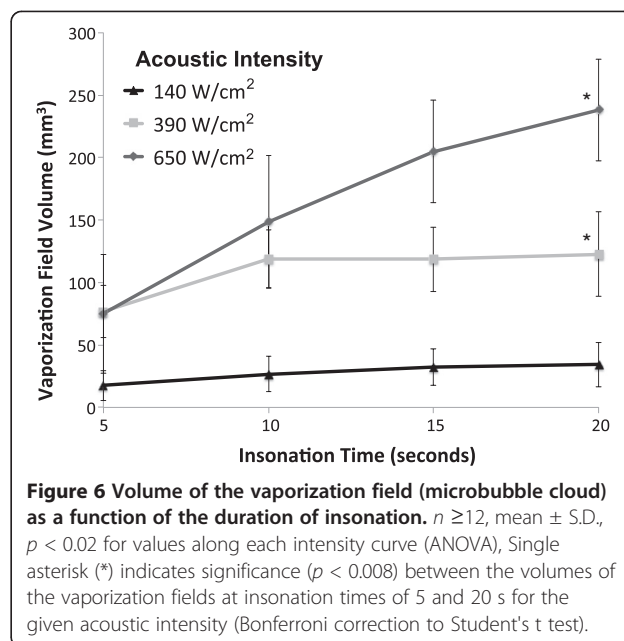 300
250
200
150
100
50
0
Vaporization Field Volume (mm³)
Acoustic Intensity
140 W/cm²
390 W/cm²
650 W/cm²
*
*
5
10
15
20
Insonation Time (seconds)
Figure 6 Volume of the vaporization field (microbubble cloud)
as a function of the duration of insonation. n ≥12, mean ± S.D.,
p < 0.02 for values along each intensity curve (ANOVA), Single
asterisk (*) indicates significance (p < 0.008) between the volumes of
the vaporization fields at insonation times of 5 and 20 s for the
given acoustic intensity (Bonferroni correction to Student's t test).